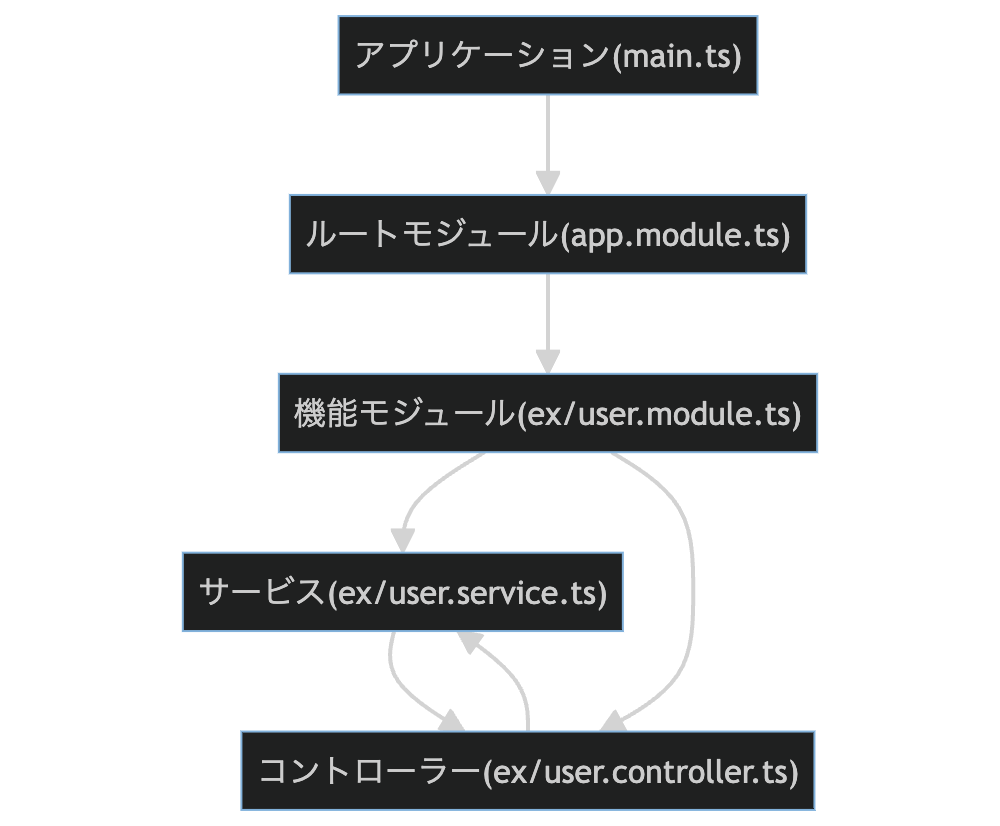 アプリケーション(main.ts)
ルートモジュール(app.module.ts)
機能モジュール(ex/user.module.ts)
サービス(ex/user.service.ts)
コントローラー(ex/user.controller.ts)